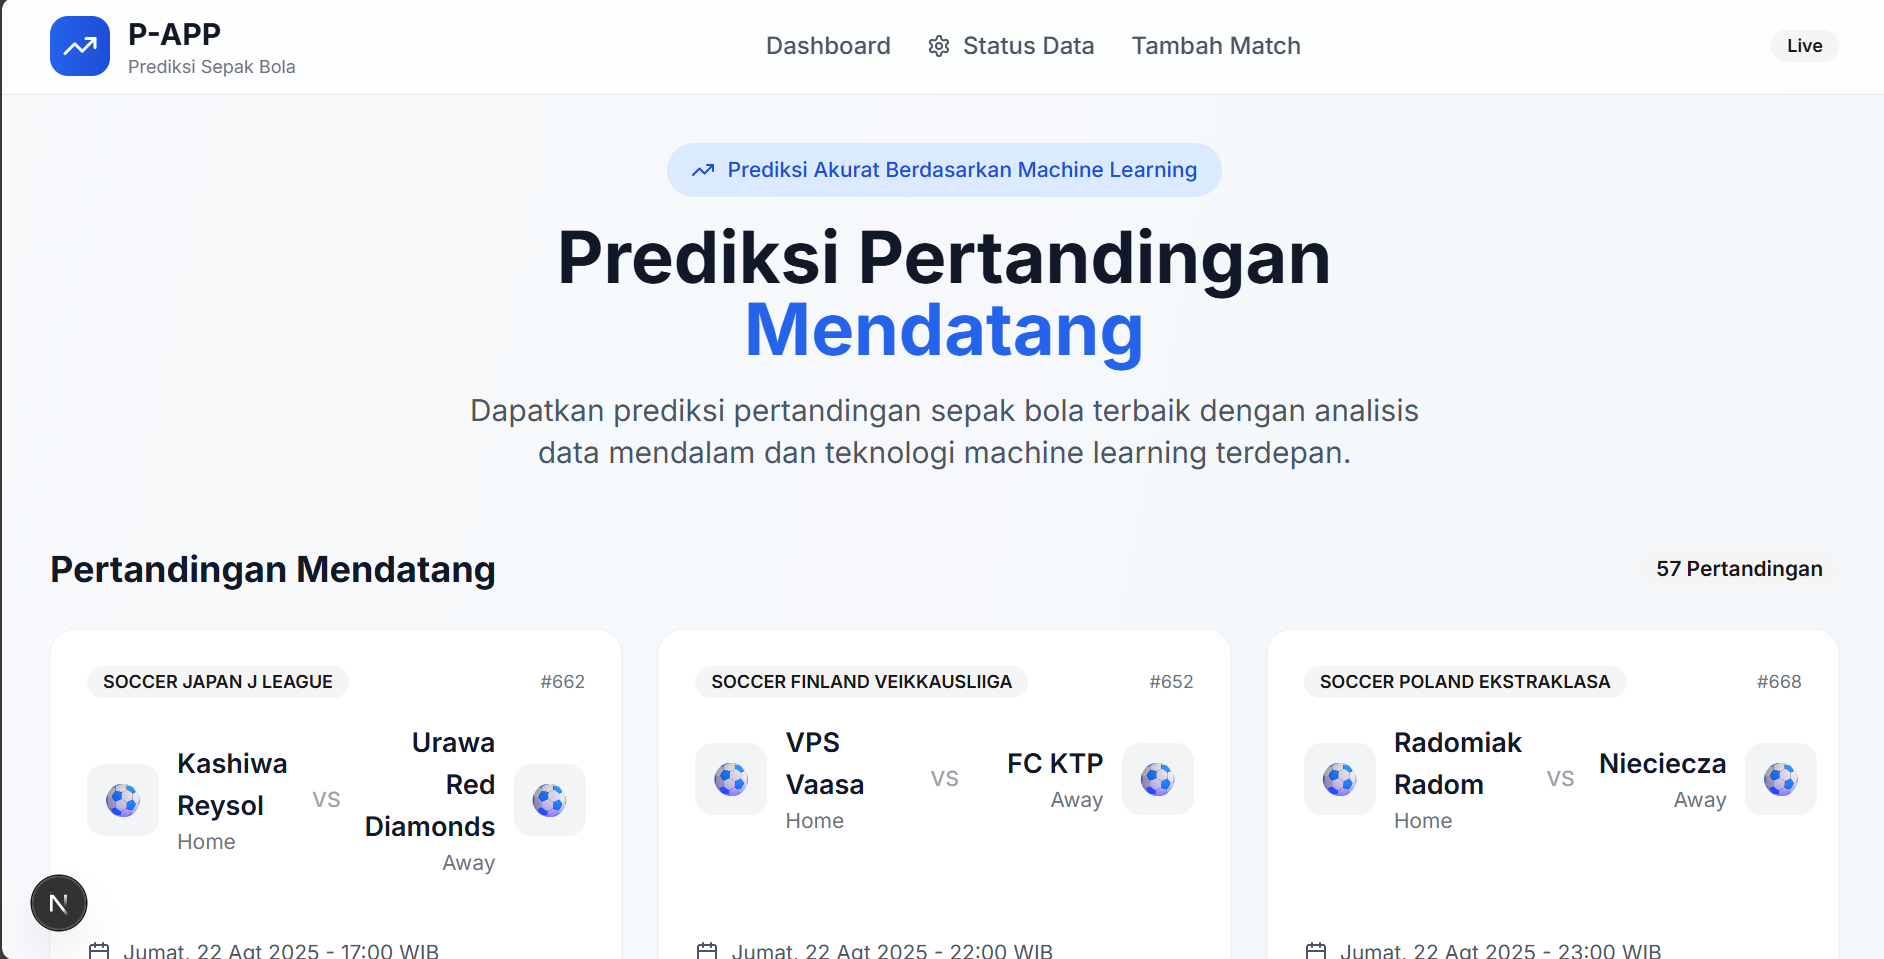 P-APP
Prediksi Sepak Bola
Dashboard
Status Data
Tambah Match
Live
Prediksi Akurat Berdasarkan Machine Learning
Prediksi Pertandingan
Mendatang
Dapatkan prediksi pertandingan sepak bola terbaik dengan analisis
data mendalam dan teknologi machine learning terdepan.
Pertandingan Mendatang
57 Pertandingan
SOCCER JAPAN J LEAGUE
#662
Kashiwa
Reysol
Home
VS
Urawa
Red
Diamonds
Away
Jumat, 22 Agt 2025 - 17:00 WIB
SOCCER FINLAND VEIKKAUSLIIGA
#652
VPS
Vaasa
Home
VS
FC KTP
Away
Jumat, 22 Agt 2025 - 22:00 WIB
SOCCER POLAND EKSTRAKLASA
#668
Radomiak
Radom
Home
VS
Nieciecza
Away
Jumat, 22 Agt 2025 - 23:00 WIB
N